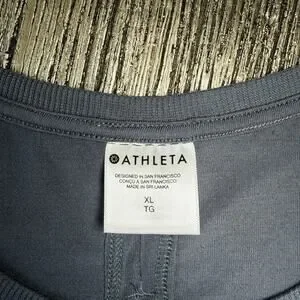 ATHLETA
DESIGNED IN SAN FRANCISCO
CONÇU A SAN FRANCISCO
MADE IN SRI LANKA
XL
TG